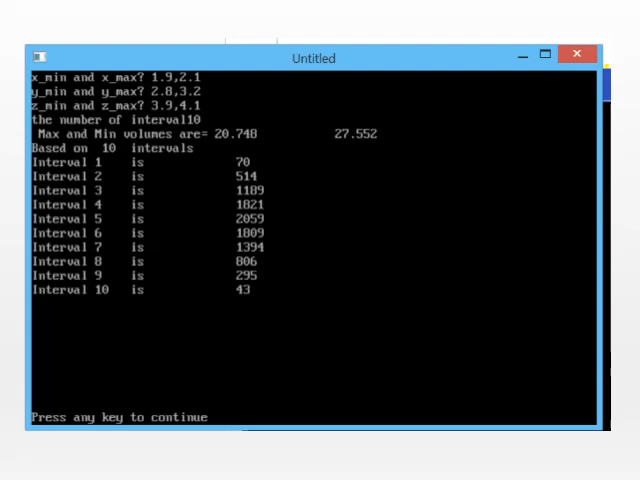 Untitled
x_min and x_max? 1.9,2.1
y_min and y_max? 2.8,3.2
z_min and z_max? 3.9,4.1
the number of interval10
Max and Min volumes are= 20.748 27.552
Based on 10 intervals
Interval 1 is 70
Interval 2 is 514
Interval 3 is 1189
Interval 4 is 1821
Interval 5 is 2059
Interval 6 is 1809
Interval 7 is 1394
Interval 8 is 806
Interval 9 is 295
Interval 10 is 43
Press any key to continue